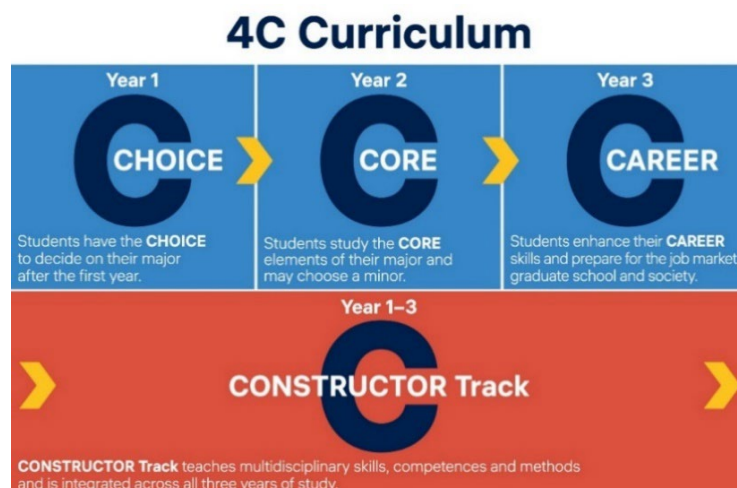 4C Curriculum
Year 1
CHOICE
Students have the CHOICE
to decide on their major
after the first year.
Year 2
CORE
Students study the CORE
elements of their major and
may choose a minor.
Year 3
CAREER
Students enhance their CAREER
skills and prepare for the job market,
graduate school and society.
Year 1–3
CONSTRUCTOR Track
CONSTRUCTOR Track teaches multidisciplinary skills, competences and methods
and is integrated across all three years of study.